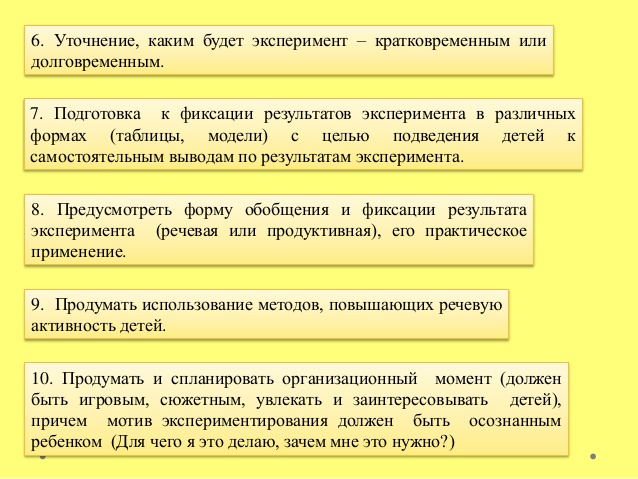 6. Уточнение, каким будет эксперимент – кратковременным или
долговременным.
7. Подготовка к фиксации результатов эксперимента в различных
формах (таблицы, модели) с целью подведения детей к
самостоятельным выводам по результатам эксперимента.
8. Предусмотреть форму обобщения и фиксации результата
эксперимента (речевая или продуктивная), его практическое
применение.
9. Продумать использование методов, повышающих речевую
активность детей.
10. Продумать и спланировать организационный момент (должен
быть игровым, сюжетным, увлекать и заинтересовывать детей),
причем мотив экспериментирования должен быть осознанным
ребенком (Для чего я это делаю, зачем мне это нужно?)